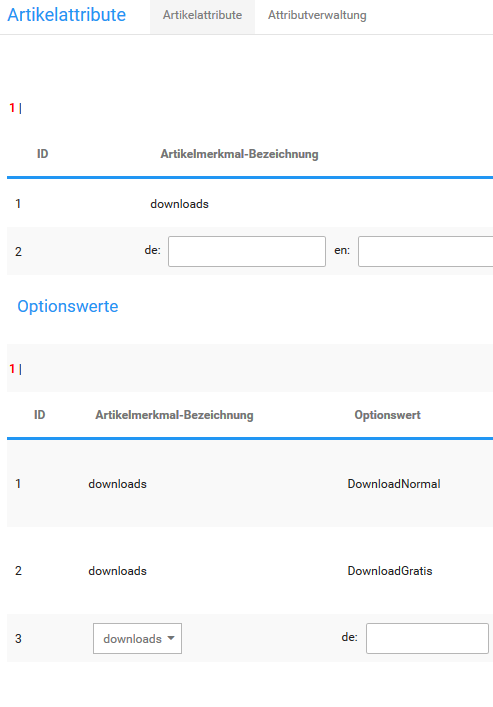 Artikelattribute Artikelattribute Attributverwaltung
1 |
ID Artikelmerkmal-Bezeichnung
1 downloads
2 de: en:
Optionswerte
1 |
ID Artikelmerkmal-Bezeichnung Optionswert
1 downloads DownloadNormal
2 downloads DownloadGratis
3 downloads de: